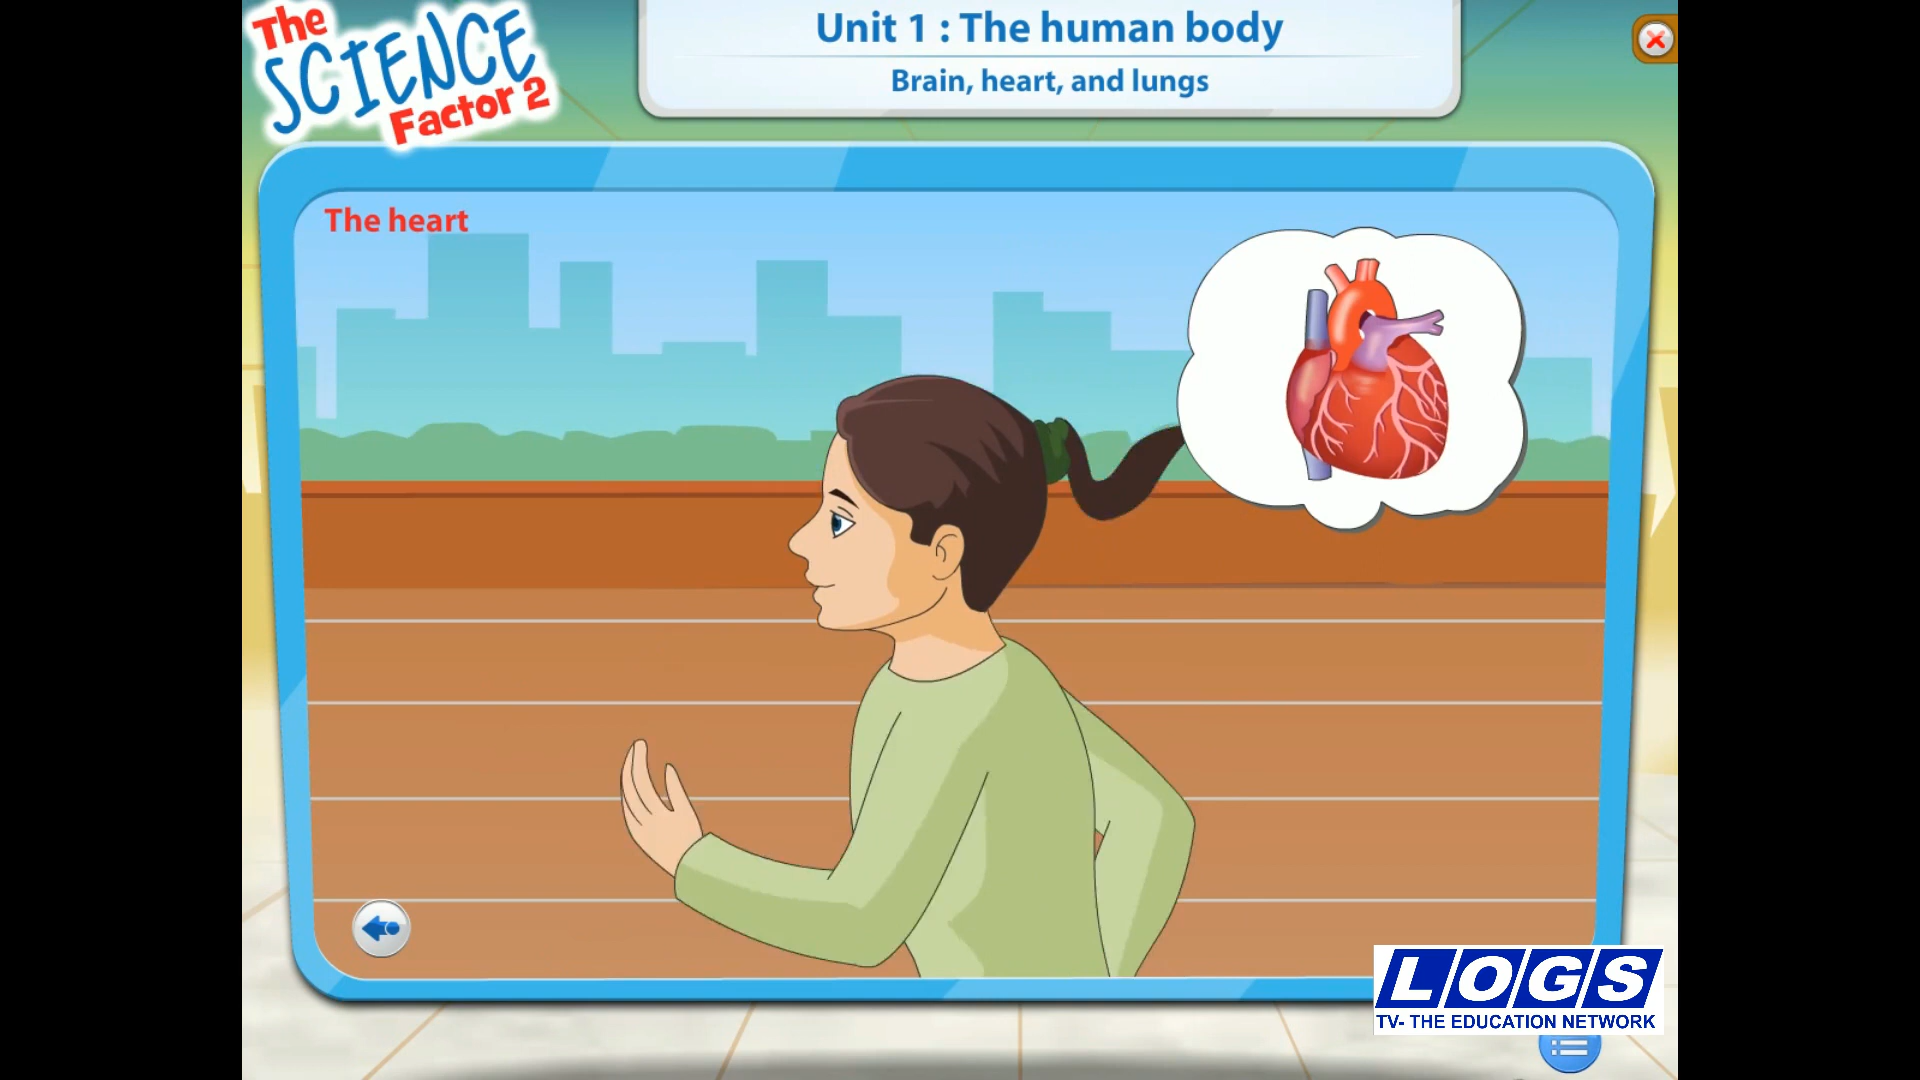 The
SCIENCE
Factor 2
Unit 1 : The human body
Brain, heart, and lungs
The heart
LOGS
TV- THE EDUCATION NETWORK